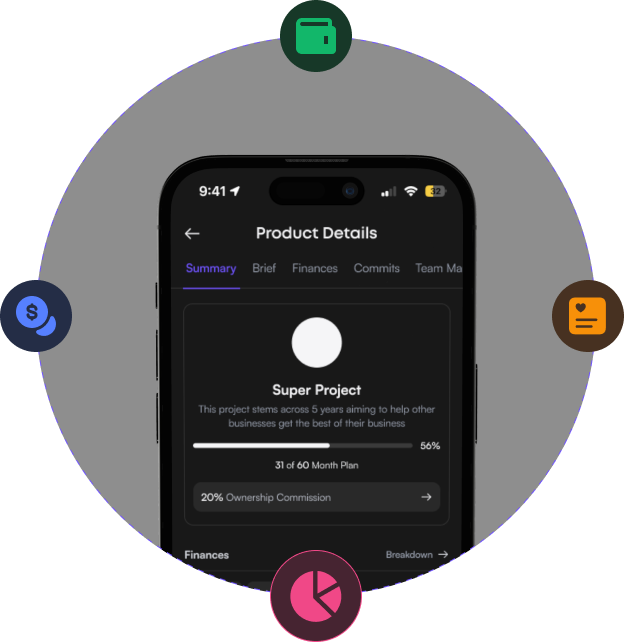 9:41
32
Product Details
Summary Brief Finances Commits Team Ma
$
Super Project
This project stems across 5 years aiming to help other
businesses get the best of their business
56%
31 of 60 Month Plan
20% Ownership Commission
Finances Breakdown